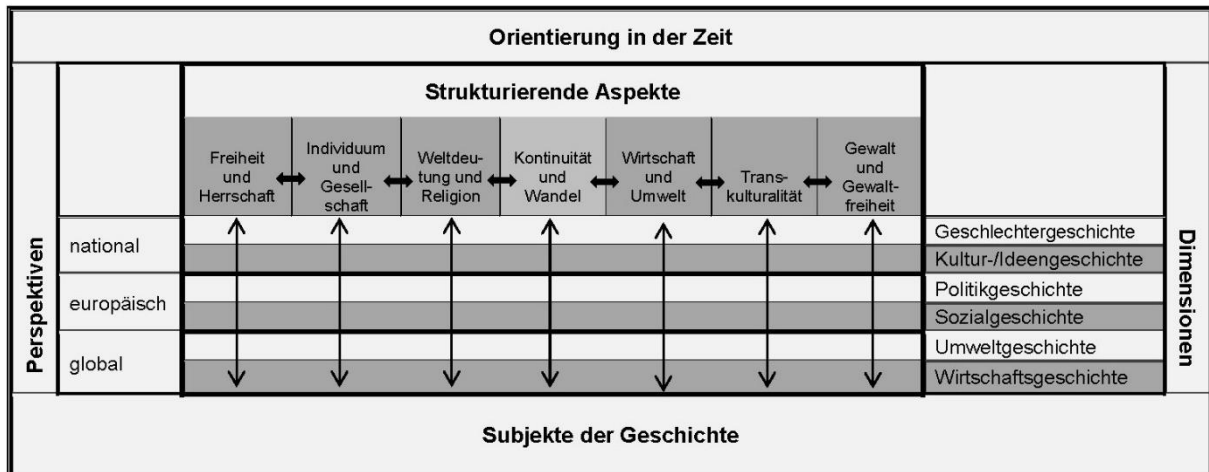 Orientierung in der Zeit
Strukturierende Aspekte
Freiheit
und
Herrschaft
Individuum
und
Gesell-
schaft
Weltdeu-
tung und
Religion
Kontinuität
und
Wandel
Wirtschaft
und
Umwelt
Trans-
kulturalität
Gewalt
und
Gewalt-
freiheit
Perspektiven
national
europäisch
global
Geschlechtergeschichte
Kultur-/Ideengeschichte
Politikgeschichte
Sozialgeschichte
Umweltgeschichte
Wirtschaftsgeschichte
Dimensionen
Subjekte der Geschichte